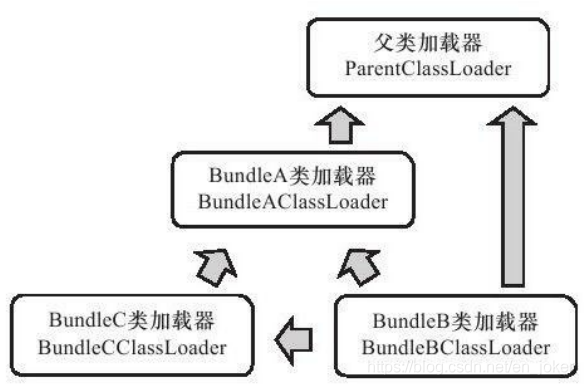 父类加载器
ParentClassLoader
BundleA类加载器
BundleAClassLoader
BundleC类加载器
BundleCClassLoader
BundleB类加载器
BundleBClassLoader
https://blog.csdn.net/en_joker